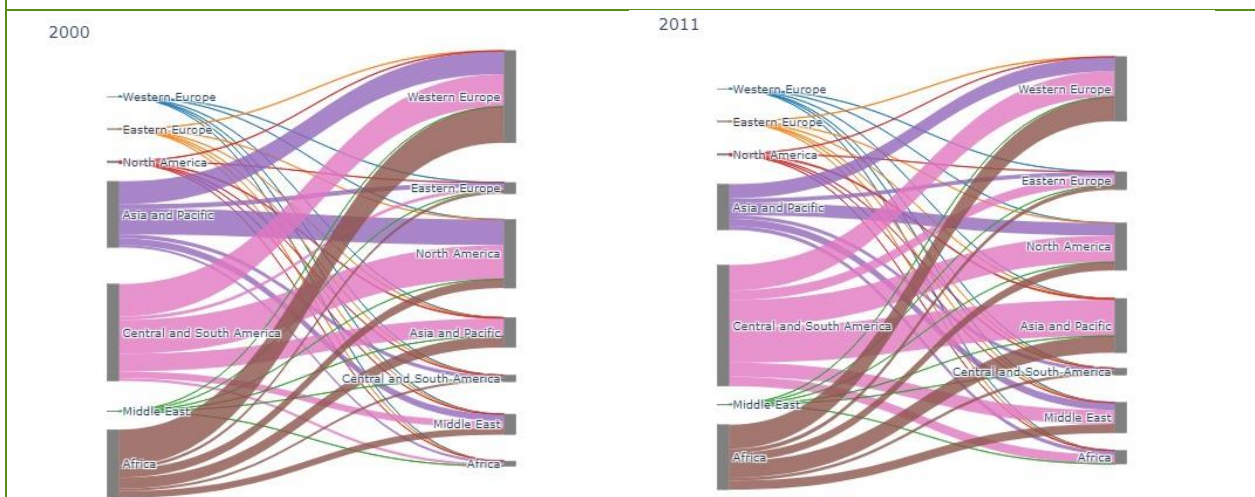 2000
Western Europe
Eastern Europe
North America
Asia and Pacific
Central and South America
Middle East
Africa
Western Europe
Eastern Europe
North America
Asia and Pacific
Central and South America
Middle East
Africa
2011
Western Europe
Eastern Europe
North America
Asia and Pacific
Central and South America
Middle East
Africa
Western Europe
Eastern Europe
North America
Asia and Pacific
Central and South America
Middle East
Africa